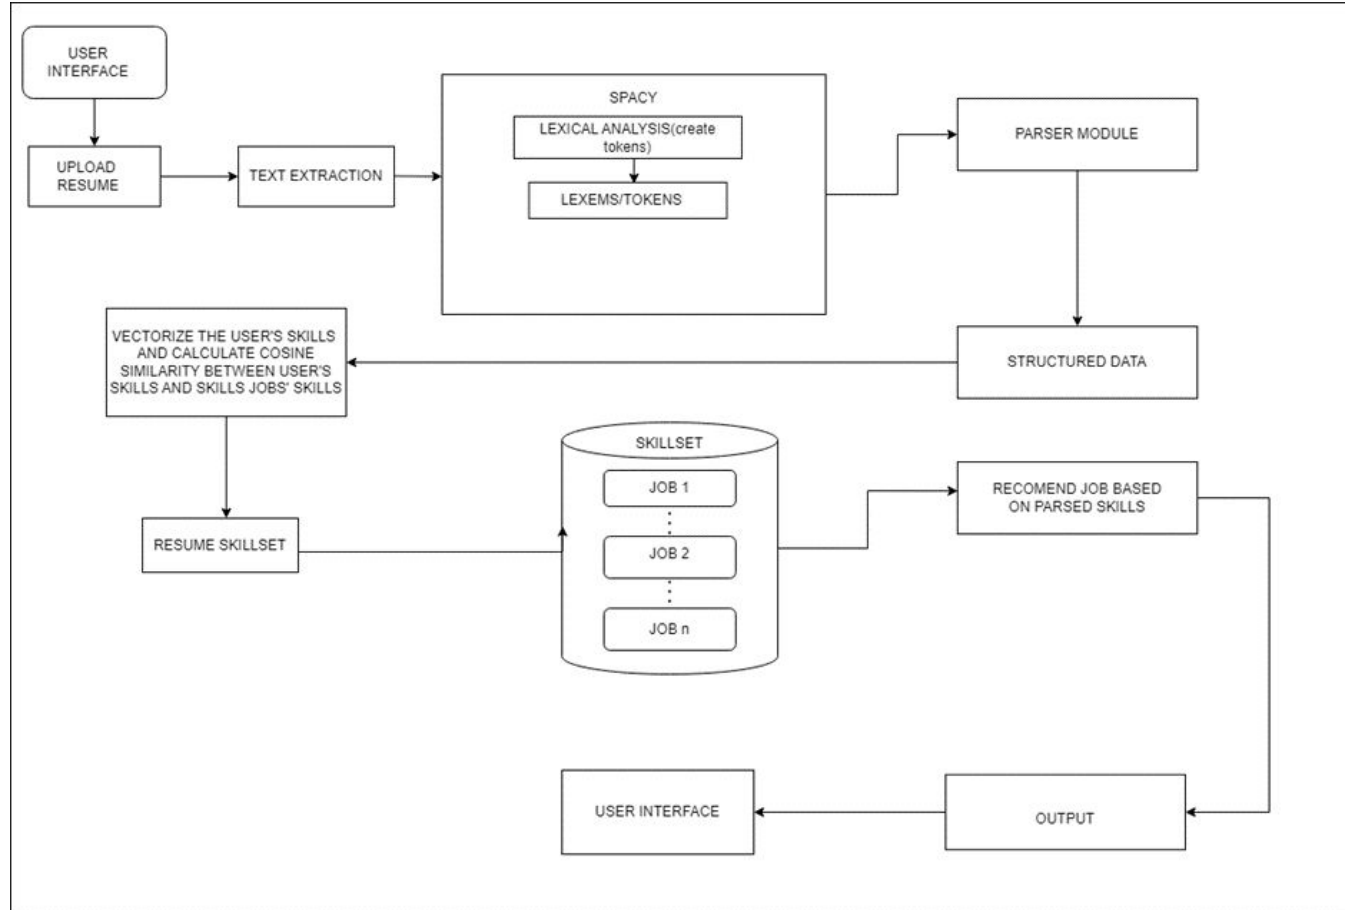 USER
INTERFACE
UPLOAD
RESUME
TEXT EXTRACTION
SPACY
LEXICAL ANALYSIS(create
tokens)
LEXEMS/TOKENS
PARSER MODULE
STRUCTURED DATA
VECTORIZE THE USER'S SKILLS
AND CALCULATE COSINE
SIMILARITY BETWEEN USER'S
SKILLS AND SKILLS JOBS' SKILLS
RESUME SKILLSET
SKILLSET
JOB 1
JOB 2
JOB n
RECOMEND JOB BASED
ON PARSED SKILLS
OUTPUT
USER INTERFACE